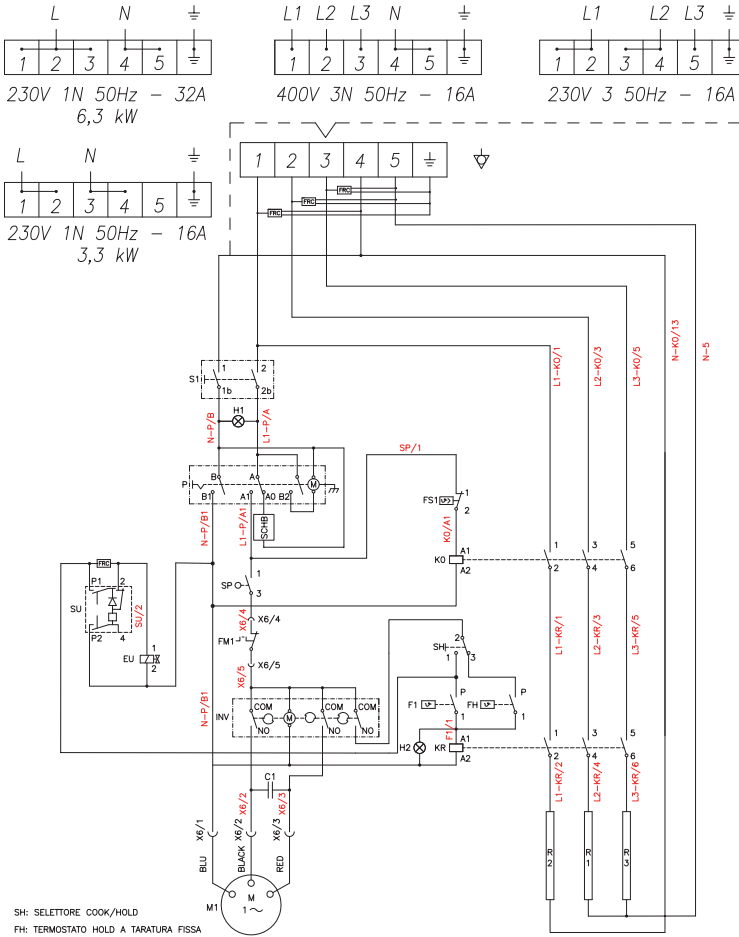 L N
1 2 3 4 5
230V 1N 50Hz - 32A
6,3 kW
L1 L2 L3 N
1 2 3 4 5
400V 3N 50Hz - 16A
L1 L2 L3
1 2 3 4 5
230V 3 50Hz - 16A
L N
1 2 3 4 5
230V 1N 50Hz - 16A
3,3 kW
1 2 3 4 5
FRC
FRC
FRC
L1-K0/1
L2-K0/3
L3-K0/5
N-K0/13
N-5
S1
1 2
1b 2b
N-P/B
H1
L1-P/A
SP/1
P
B A M
B1 A1 A0 B2
N-P/B1
L1-P/A1
SCHB
FS1
1
2
K0/A1
K0
A1
A2
1 3 5
2 4 6
FRC
P1 2
SU
P2 4
SU/2
EU
1
2
SP
1
3
X6/4
X6/4
FM1
X6/5
X6/5
SH
2
1 3
L1-KR/1
L2-KR/3
L3-KR/5
N-P/B1
INV
COM M COM COM
NO NO NO
F1 P
1
FH P
1
F1/1
H2
KR
A1
A2
1 3 5
2 4 6
L1-KR/2
L2-KR/4
L3-KR/6
C1
X6/2
X6/3
X6/1
X6/2
X6/3
BLU
BLACK
RED
R2
R1
R3
M1
M
1
SH: SELETTORE COOK/HOLD
FH: TERMOSTATO HOLD A TARATURA FISSA